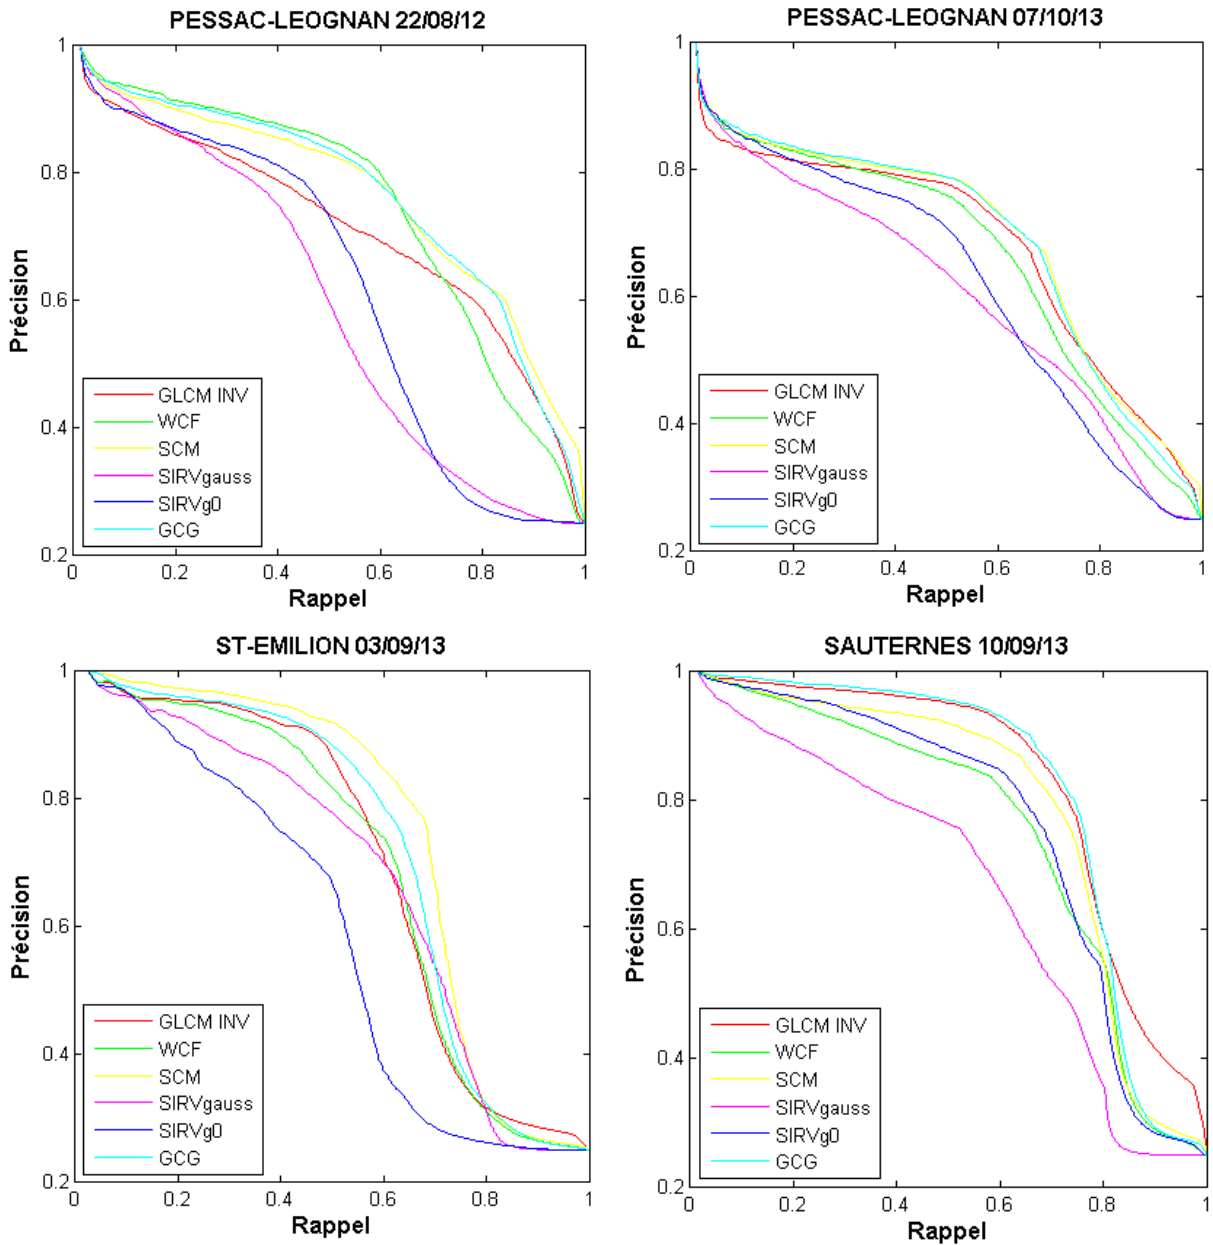 PESSAC-LEOGNAN 22/08/12
1
0.8
0.6
0.4
0.2
0
0.2
0.4
0.6
0.8
1
Précision
Rappel
GLCM INV
WCF
SCM
SIRVgauss
SIRVg0
GCG
PESSAC-LEOGNAN 07/10/13
1
0.8
0.6
0.4
0.2
0
0.2
0.4
0.6
0.8
1
Précision
Rappel
GLCM INV
WCF
SCM
SIRVgauss
SIRVg0
GCG
ST-EMILION 03/09/13
1
0.8
0.6
0.4
0.2
0
0.2
0.4
0.6
0.8
1
Précision
Rappel
GLCM INV
WCF
SCM
SIRVgauss
SIRVg0
GCG
SAUTERNES 10/09/13
1
0.8
0.6
0.4
0.2
0
0.2
0.4
0.6
0.8
1
Précision
Rappel
GLCM INV
WCF
SCM
SIRVgauss
SIRVg0
GCG